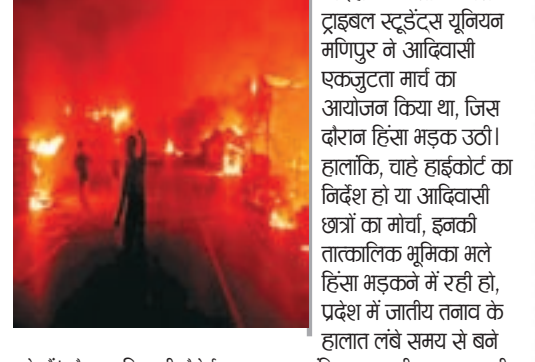 ट्राइबल स्टूडेंट्स यूनियन
मणिपुर ने आदिवासी
एकजुटता मार्च का
आयोजन किया था, जिस
दौरान हिंसा भड़क उठी।
हालांकि, चाहे हाईकोर्ट का
निर्देश हो या आदिवासी
छात्रों का मोर्चा, इनकी
तात्कालिक भूमिका भले
हिंसा भड़कने में रही हो,
प्रदेश में जातीय तनाव के
हालात लंबे समय से बने